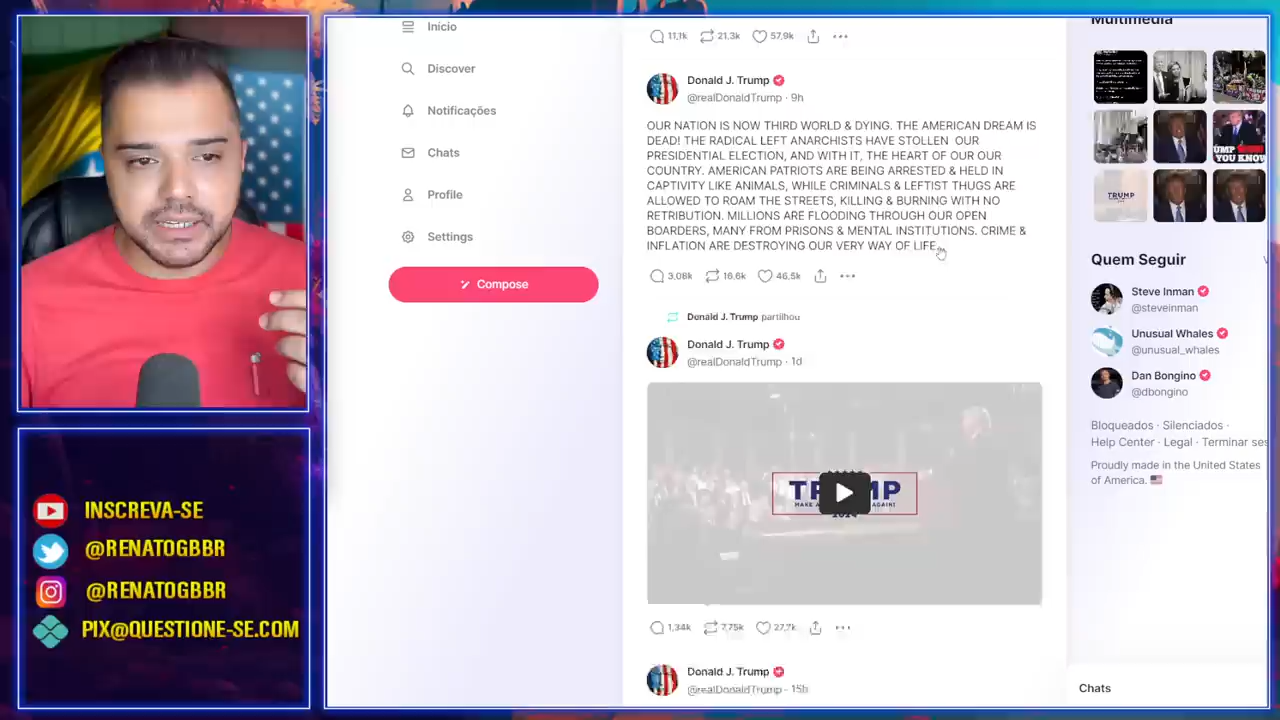 Início
Discover
Notificações
Chats
Profile
Settings
Compose
11,1k 21.3k 57,9k
Donald J. Trump
@realDonaldTrump · 9h
OUR NATION IS NOW THIRD WORLD & DYING. THE AMERICAN DREAM IS
DEAD! THE RADICAL LEFT ANARCHISTS HAVE STOLLEN OUR
PRESIDENTIAL ELECTION, AND WITH IT, THE HEART OF OUR OUR
COUNTRY. AMERICAN PATRIOTS ARE BEING ARRESTED & HELD IN
CAPTIVITY LIKE ANIMALS, WHILE CRIMINALS & LEFTIST THUGS ARE
ALLOWED TO ROAM THE STREETS, KILLING & BURNING WITH NO
RETRIBUTION. MILLIONS ARE FLOODING THROUGH OUR OPEN
BOARDERS, MANY FROM PRISONS & MENTAL INSTITUTIONS. CRIME &
INFLATION ARE DESTROYING OUR VERY WAY OF LIFE
3,08k 16,6k 46,5k
Donald J. Trump partilhou
Donald J. Trump
@realDonaldTrump · 1d
1,34k 7,75k 27,7k
Donald J. Trump
@realDonaldTrump · 15h
Multimédia
TRUMP
Quem Seguir
Steve Inman
@steveinman
Unusual Whales
@unusual_whales
Dan Bongino
@dbongino
Bloqueados · Silenciados ·
Help Center · Legal · Terminar ses
Proudly made in the United States
of America.
Chats
INSCREVA-SE
@RENATOGBBR
@RENATOGBBR
PIX@QUESTIONE-SE.COM